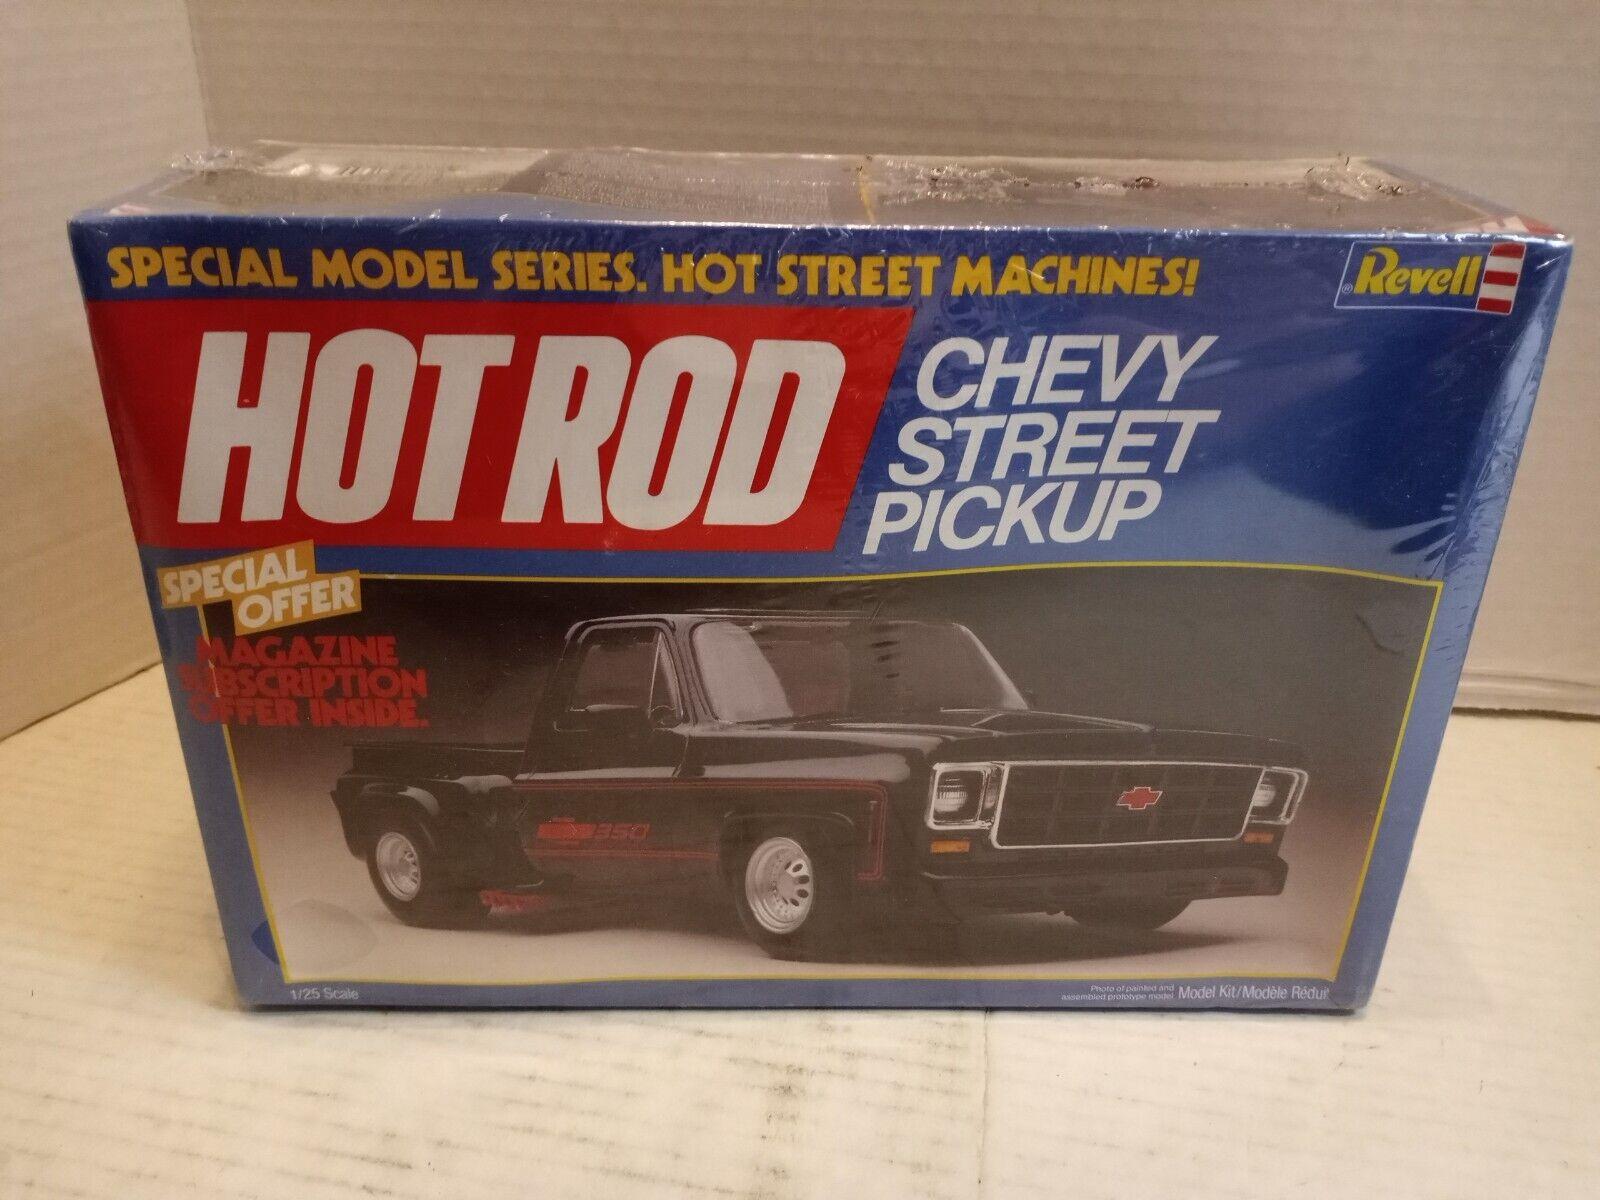 SPECIAL MODEL SERIES. HOT STREET MACHINES!
Revell
®
HOT ROD
CHEVY
STREET
PICKUP
SPECIAL
OFFER
MAGAZINE
SUBSCRIPTION
OFFER INSIDE.
350
1/25 Scale
Photo of painted and
assembled prototype model
Model Kit/Modèle Réduit